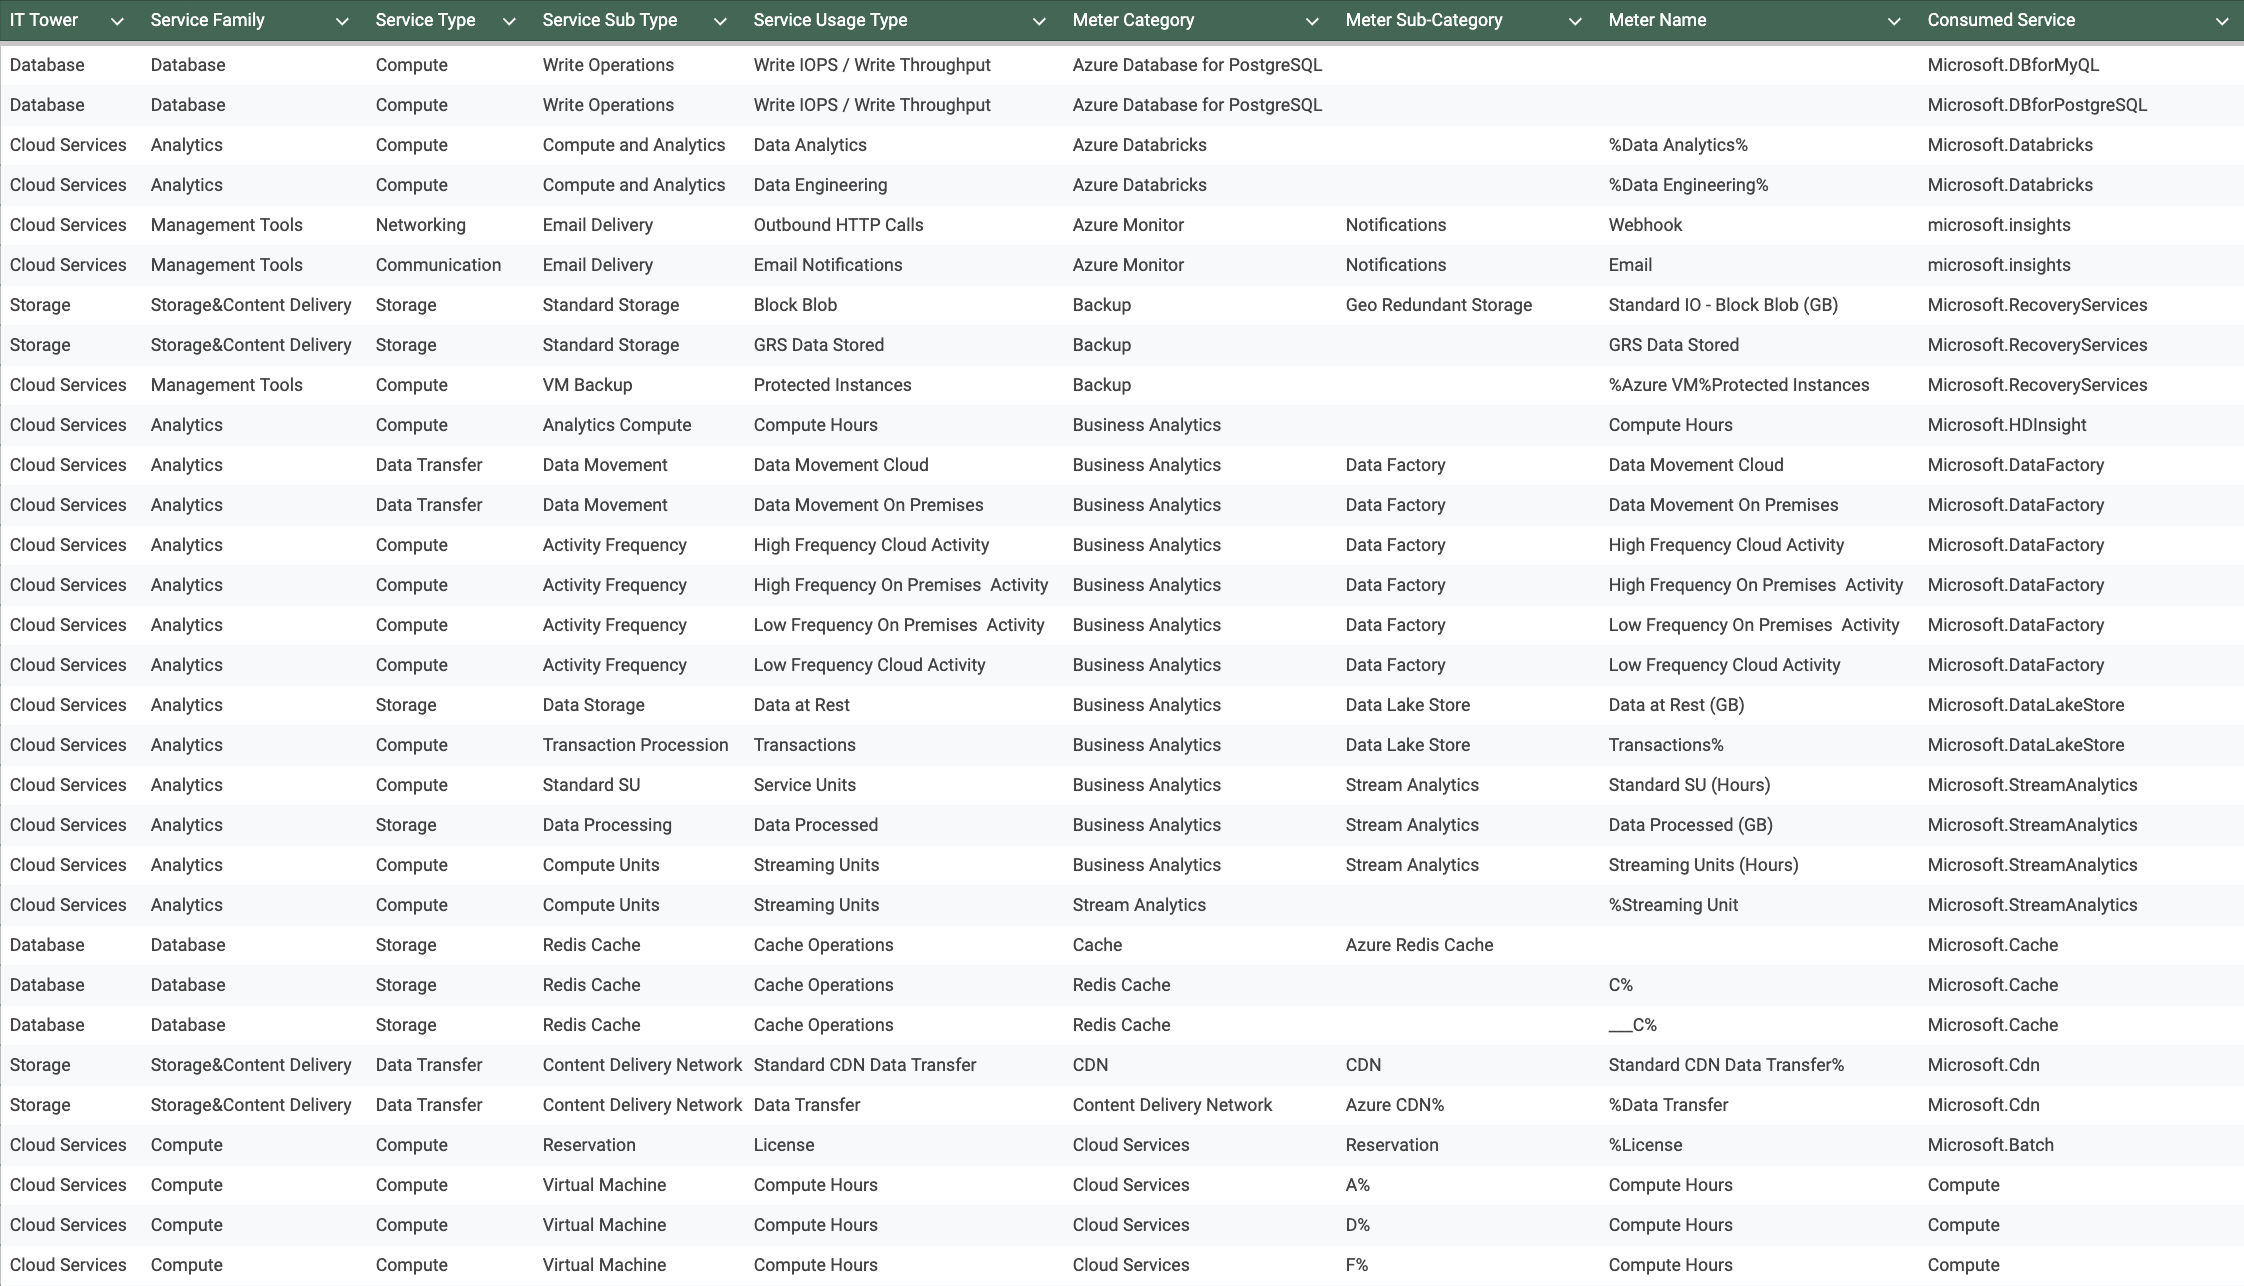 IT Tower Service Family Service Type Service Sub Type Service Usage Type Meter Category Meter Sub-Category Meter Name Consumed Service
Database Database Compute Write Operations Write IOPS / Write Throughput Azure Database for PostgreSQL Microsoft.DBforMyQL
Database Database Compute Write Operations Write IOPS / Write Throughput Azure Database for PostgreSQL Microsoft.DBforPostgreSQL
Cloud Services Analytics Compute Compute and Analytics Data Analytics Azure Databricks %Data Analytics% Microsoft.Databricks
Cloud Services Analytics Compute Compute and Analytics Data Engineering Azure Databricks %Data Engineering% Microsoft.Databricks
Cloud Services Management Tools Networking Email Delivery Outbound HTTP Calls Azure Monitor Notifications Webhook microsoft.insights
Cloud Services Management Tools Communication Email Delivery Email Notifications Azure Monitor Notifications Email microsoft.insights
Storage Storage&Content Delivery Storage Standard Storage Block Blob Backup Geo Redundant Storage Standard IO - Block Blob (GB) Microsoft.RecoveryServices
Storage Storage&Content Delivery Storage Standard Storage GRS Data Stored Backup GRS Data Stored Microsoft.RecoveryServices
Cloud Services Management Tools Compute VM Backup Protected Instances Backup %Azure VM%Protected Instances Microsoft.RecoveryServices
Cloud Services Analytics Compute Analytics Compute Compute Hours Business Analytics Compute Hours Microsoft.HDInsight
Cloud Services Analytics Data Transfer Data Movement Data Movement Cloud Business Analytics Data Factory Data Movement Cloud Microsoft.DataFactory
Cloud Services Analytics Data Transfer Data Movement Data Movement On Premises Business Analytics Data Factory Data Movement On Premises Microsoft.DataFactory
Cloud Services Analytics Compute Activity Frequency High Frequency Cloud Activity Business Analytics Data Factory High Frequency Cloud Activity Microsoft.DataFactory
Cloud Services Analytics Compute Activity Frequency High Frequency On Premises  Activity Business Analytics Data Factory High Frequency On Premises  Activity Microsoft.DataFactory
Cloud Services Analytics Compute Activity Frequency Low Frequency On Premises  Activity Business Analytics Data Factory Low Frequency On Premises  Activity Microsoft.DataFactory
Cloud Services Analytics Compute Activity Frequency Low Frequency Cloud Activity Business Analytics Data Factory Low Frequency Cloud Activity Microsoft.DataFactory
Cloud Services Analytics Storage Data Storage Data at Rest Business Analytics Data Lake Store Data at Rest (GB) Microsoft.DataLakeStore
Cloud Services Analytics Compute Transaction Procession Transactions Business Analytics Data Lake Store Transactions% Microsoft.DataLakeStore
Cloud Services Analytics Compute Standard SU Service Units Business Analytics Stream Analytics Standard SU (Hours) Microsoft.StreamAnalytics
Cloud Services Analytics Storage Data Processing Data Processed Business Analytics Stream Analytics Data Processed (GB) Microsoft.StreamAnalytics
Cloud Services Analytics Compute Compute Units Streaming Units Business Analytics Stream Analytics Streaming Units (Hours) Microsoft.StreamAnalytics
Cloud Services Analytics Compute Compute Units Streaming Units Stream Analytics %Streaming Unit Microsoft.StreamAnalytics
Database Database Storage Redis Cache Cache Operations Cache Azure Redis Cache Microsoft.Cache
Database Database Storage Redis Cache Cache Operations Redis Cache C% Microsoft.Cache
Database Database Storage Redis Cache Cache Operations Redis Cache ___C% Microsoft.Cache
Storage Storage&Content Delivery Data Transfer Content Delivery Network Standard CDN Data Transfer CDN CDN Standard CDN Data Transfer% Microsoft.Cdn
Storage Storage&Content Delivery Data Transfer Content Delivery Network Data Transfer Content Delivery Network Azure CDN% %Data Transfer Microsoft.Cdn
Cloud Services Compute Compute Reservation License Cloud Services Reservation %License Microsoft.Batch
Cloud Services Compute Compute Virtual Machine Compute Hours Cloud Services A% Compute Hours Compute
Cloud Services Compute Compute Virtual Machine Compute Hours Cloud Services D% Compute Hours Compute
Cloud Services Compute Compute Virtual Machine Compute Hours Cloud Services F% Compute Hours Compute